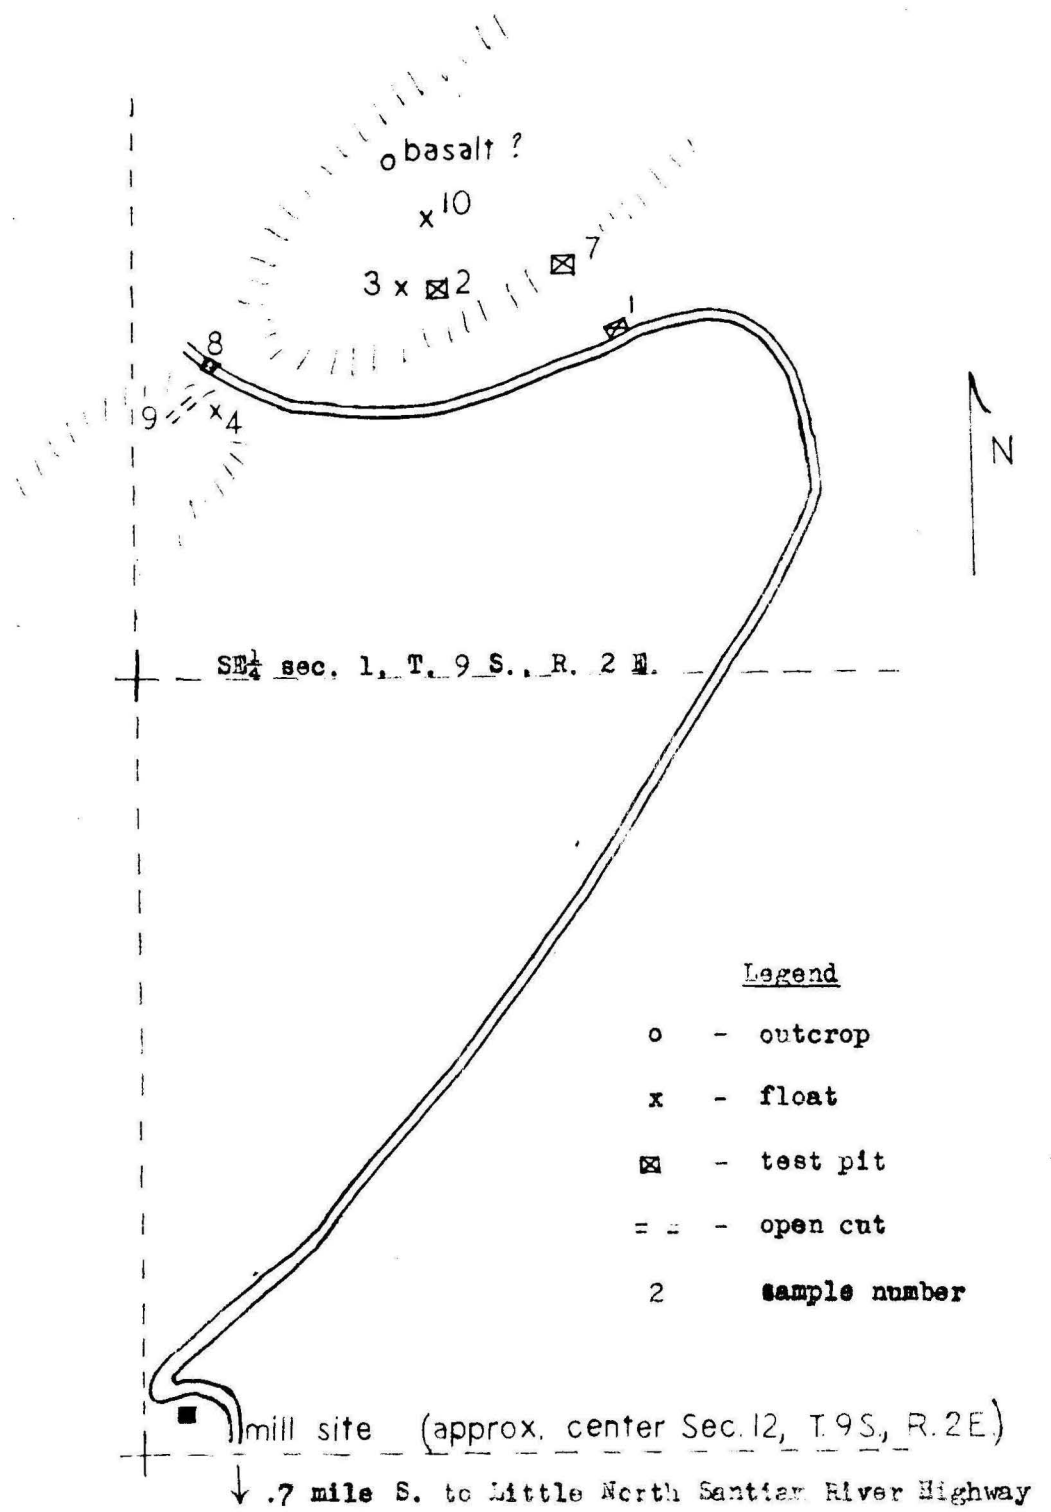 basalt ?
10
7
3 x 2
1
8
9
4
N
SE¼ sec. 1, T. 9 S., R. 2 E.
Legend
o - outcrop
x - float
- test pit
= = - open cut
2 sample number
mill site (approx. center Sec. 12, T. 9 S., R. 2 E.)
.7 mile S. to Little North Santiam River Highway